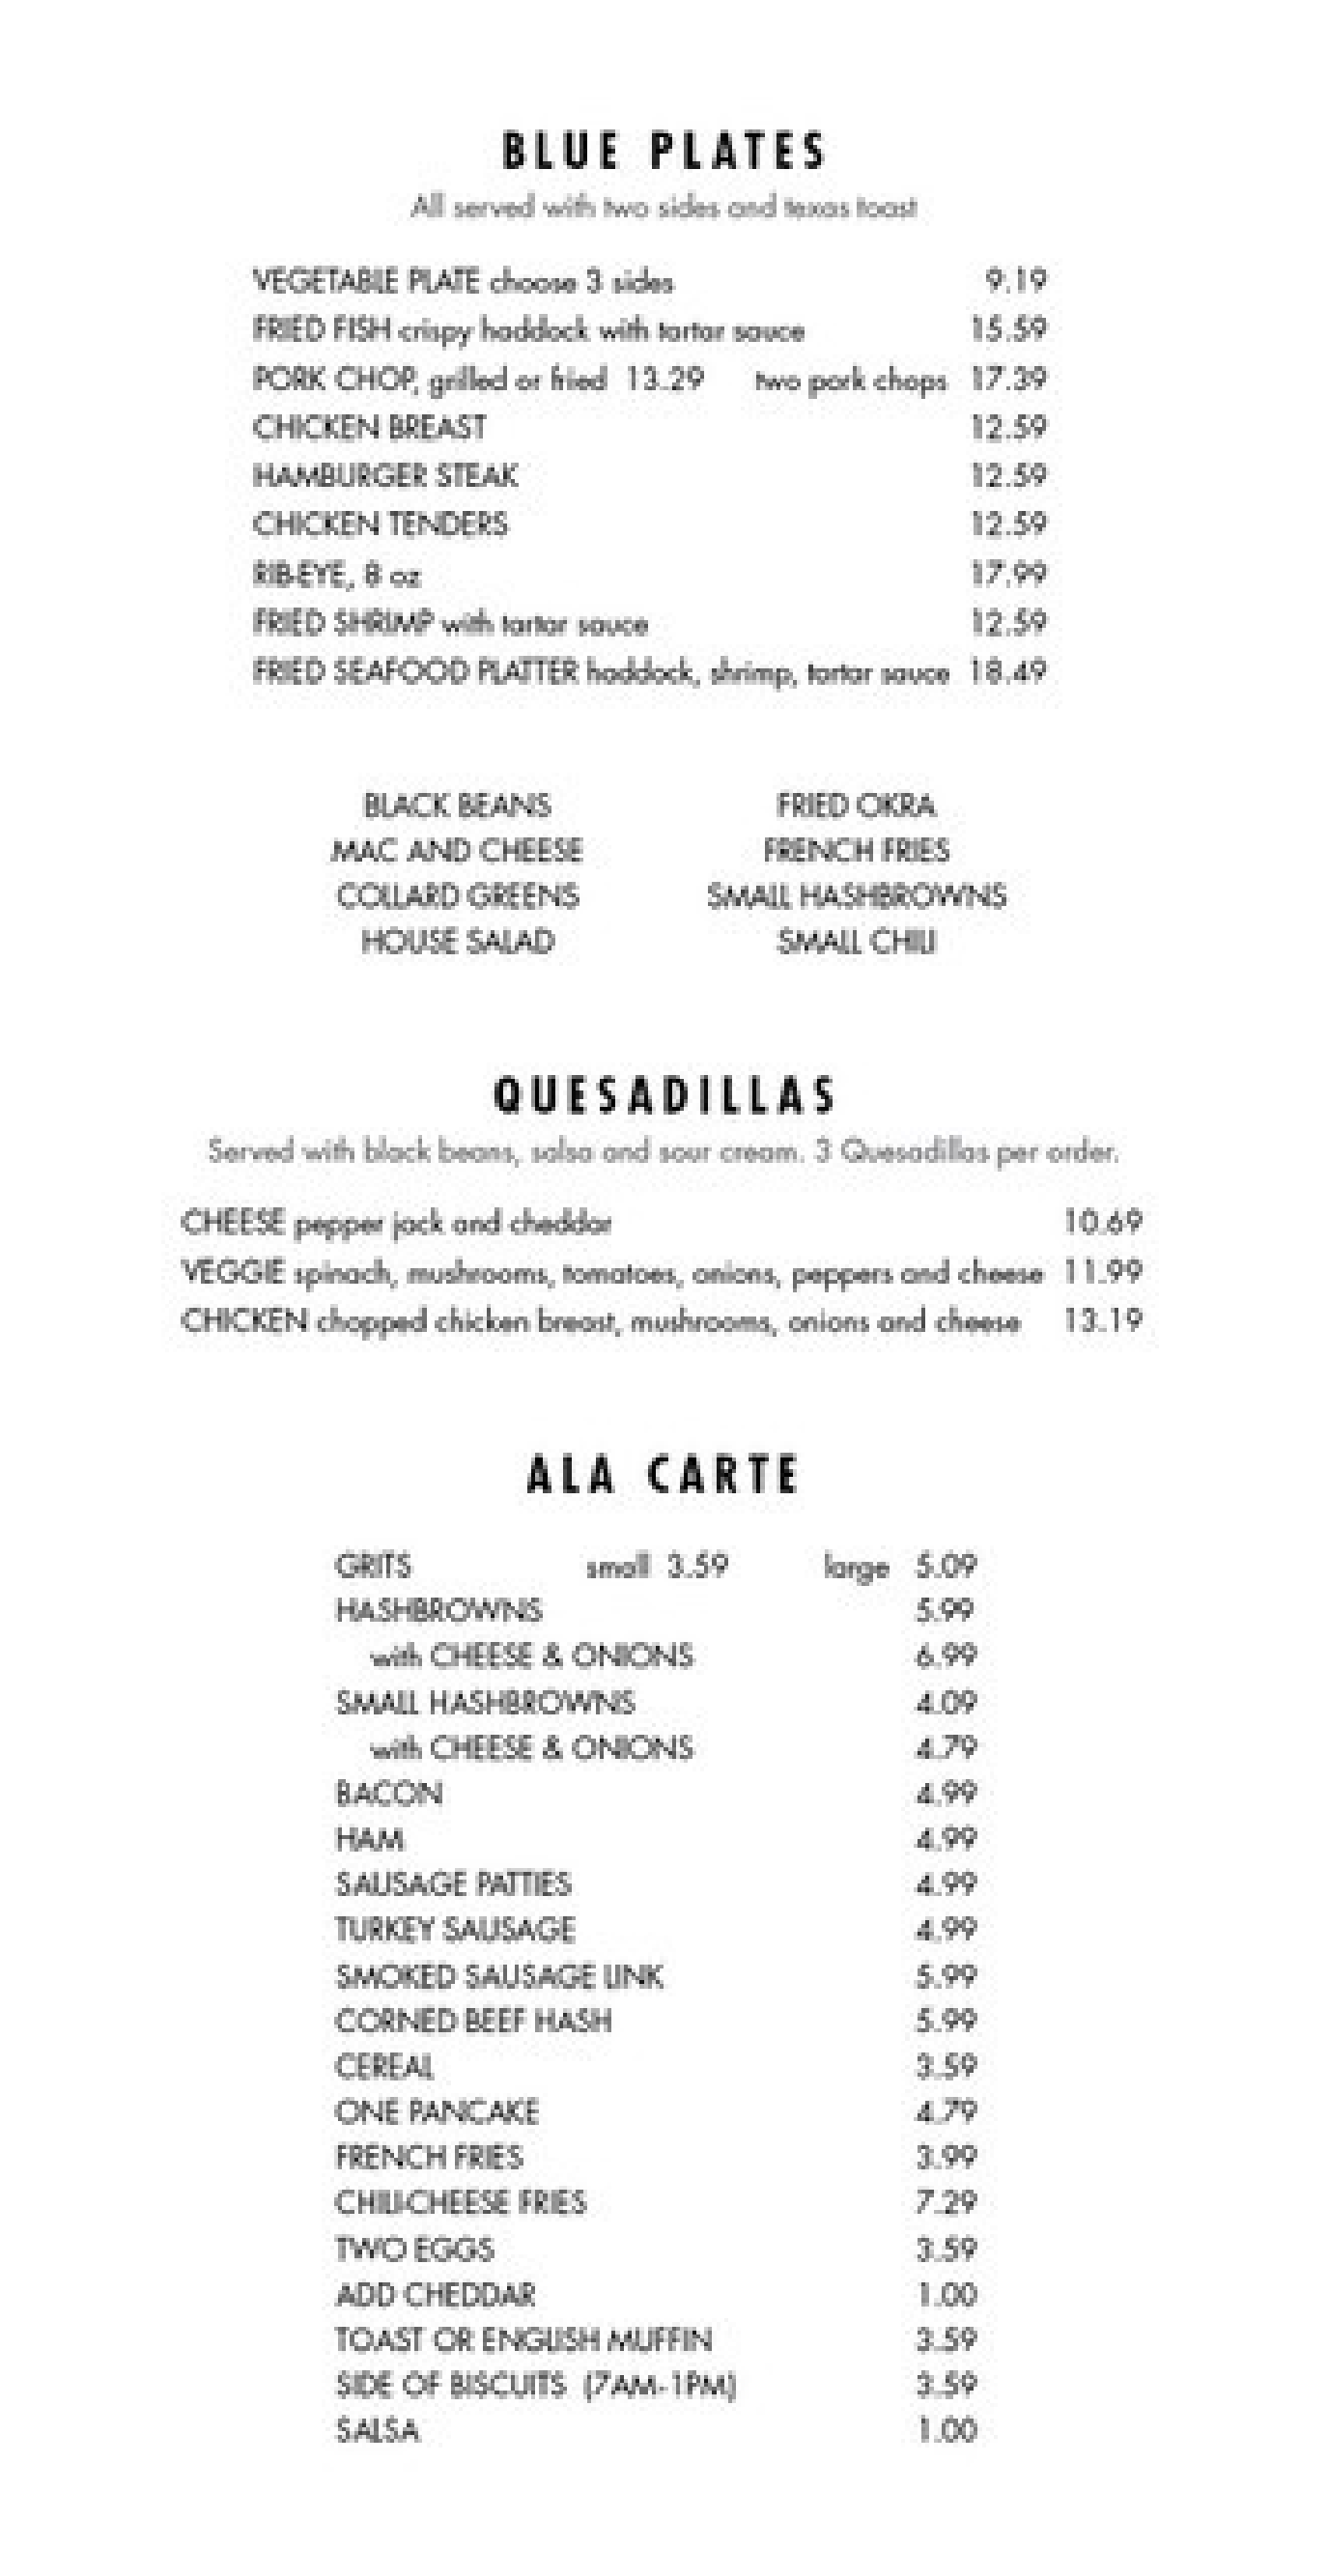 BLUE PLATES
All served with two sides and texas toast
VEGETABLE PLATE choose 3 sides 9.19
FRIED FISH crispy haddock with tartar sauce 15.59
PORK CHOP, grilled or fried 13.29 two pork chops 17.39
CHICKEN BREAST 12.59
HAMBURGER STEAK 12.59
CHICKEN TENDERS 12.59
RIB-EYE, 8 oz 17.99
FRIED SHRIMP with tartar sauce 12.59
FRIED SEAFOOD PLATTER haddock, shrimp, tartar sauce 18.49
BLACK BEANS FRIED OKRA
MAC AND CHEESE FRENCH FRIES
COLLARD GREENS SMALL HASHBROWNS
HOUSE SALAD SMALL CHILI
QUESADILLAS
Served with black beans, salsa and sour cream. 3 Quesadillas per order.
CHEESE pepper jack and cheddar 10.69
VEGGIE spinach, mushrooms, tomatoes, onions, peppers and cheese 11.99
CHICKEN chopped chicken breast, mushrooms, onions and cheese 13.19
ALA CARTE
GRITS small 3.59 large 5.09
HASHBROWNS 5.99
with CHEESE & ONIONS 6.99
SMALL HASHBROWNS 4.09
with CHEESE & ONIONS 4.79
BACON 4.99
HAM 4.99
SAUSAGE PATTIES 4.99
TURKEY SAUSAGE 4.99
SMOKED SAUSAGE LINK 5.99
CORNED BEEF HASH 5.99
CEREAL 3.59
ONE PANCAKE 4.79
FRENCH FRIES 3.99
CHILI-CHEESE FRIES 7.29
TWO EGGS 3.59
ADD CHEDDAR 1.00
TOAST OR ENGLISH MUFFIN 3.59
SIDE OF BISCUITS (7AM-1PM) 3.59
SALSA 1.00